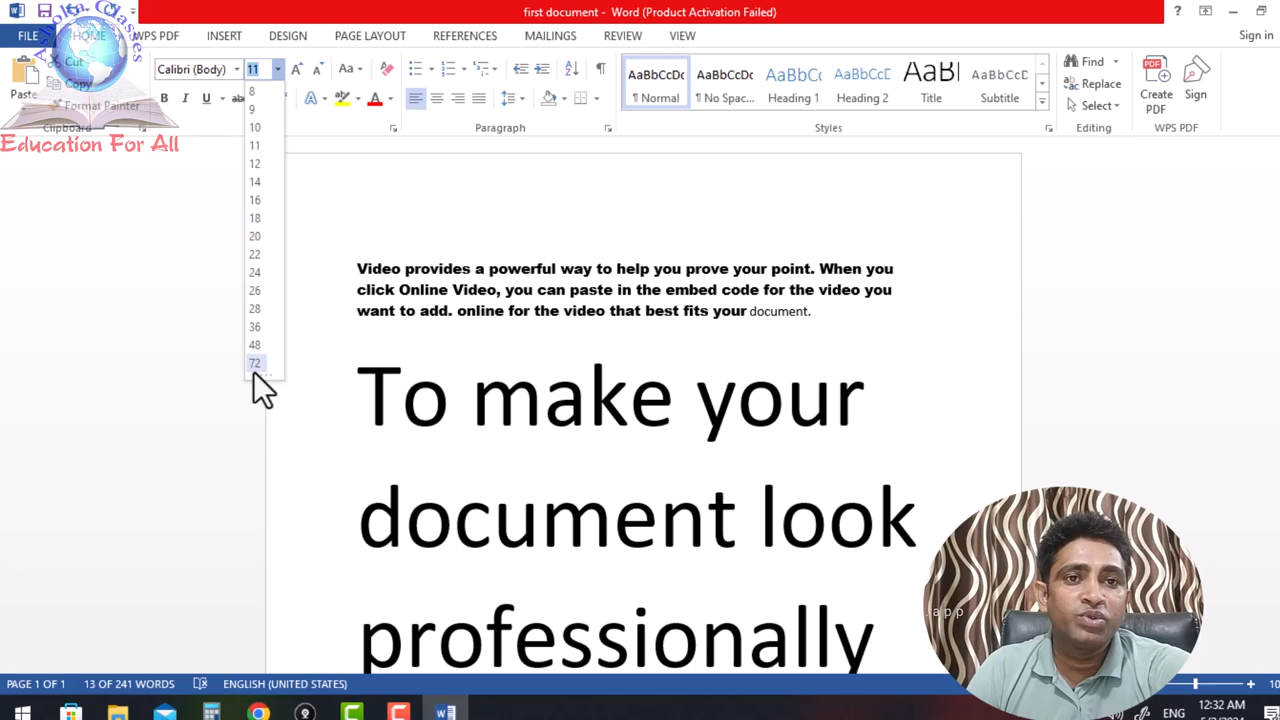 first document - Word (Product Activation Failed)
Sign in
FILE HOME WPS PDF INSERT DESIGN PAGE LAYOUT REFERENCES MAILINGS REVIEW VIEW
Ashoka Classes
Education For All
Cut
Copy
Format Painter
Paste
Clipboard
Calibri (Body) 11
8
9
10
11
12
14
16
18
20
22
24
26
28
36
48
72
B I U abc
Paragraph
AaBbCcDc AaBbCcDc AaBbCc AaBbCcD AaBl AaBbCcD
¶ Normal ¶ No Spac... Heading 1 Heading 2 Title Subtitle
Styles
Find
Replace
Select
Editing
Create PDF
Sign
WPS PDF
Video provides a powerful way to help you prove your point. When you
click Online Video, you can paste in the embed code for the video you
want to add. online for the video that best fits your document.
To make your
document look
professionally
a p p
PAGE 1 OF 1 13 OF 241 WORDS ENGLISH (UNITED STATES)
10
ENG
12:32 AM